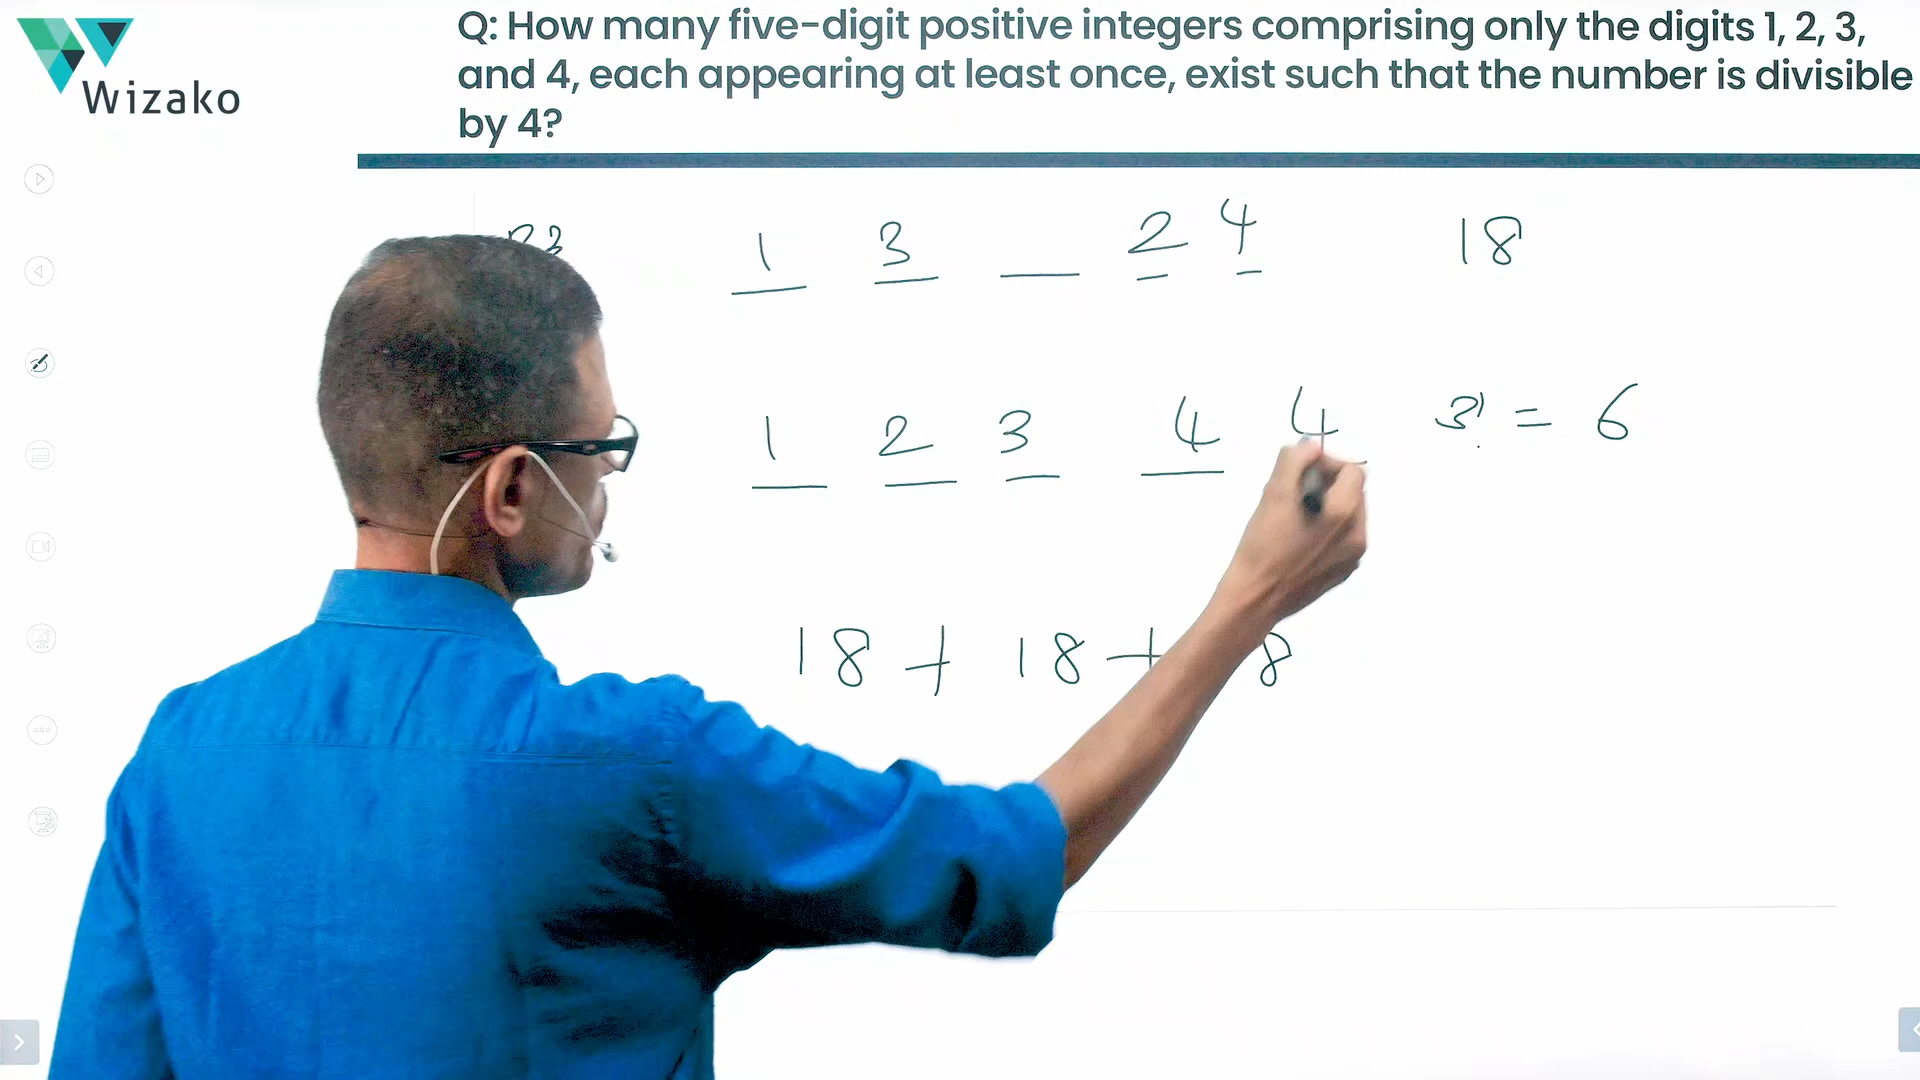 Q: How many five-digit positive integers comprising only the digits 1, 2, 3,
and 4, each appearing at least once, exist such that the number is divisible
by 4?
Wizako
1 3 _ 2 4 18
1 2 3 4 4 3! = 6
18 + 18 + 8